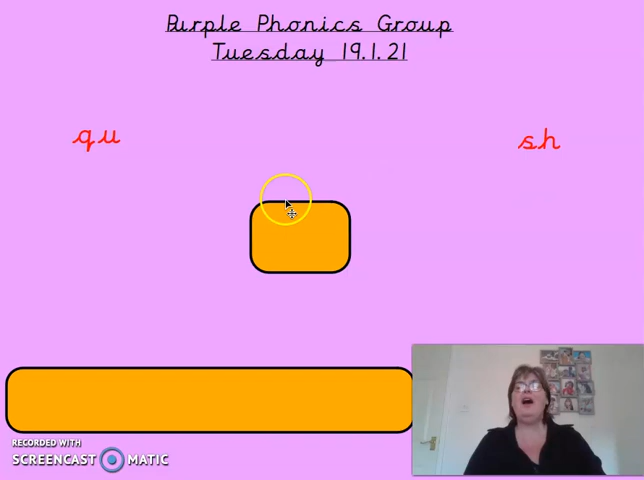 Purple Phonics Group
Tuesday 19.1.21
qu
sh
RECORDED WITH
SCREENCAST MATIC